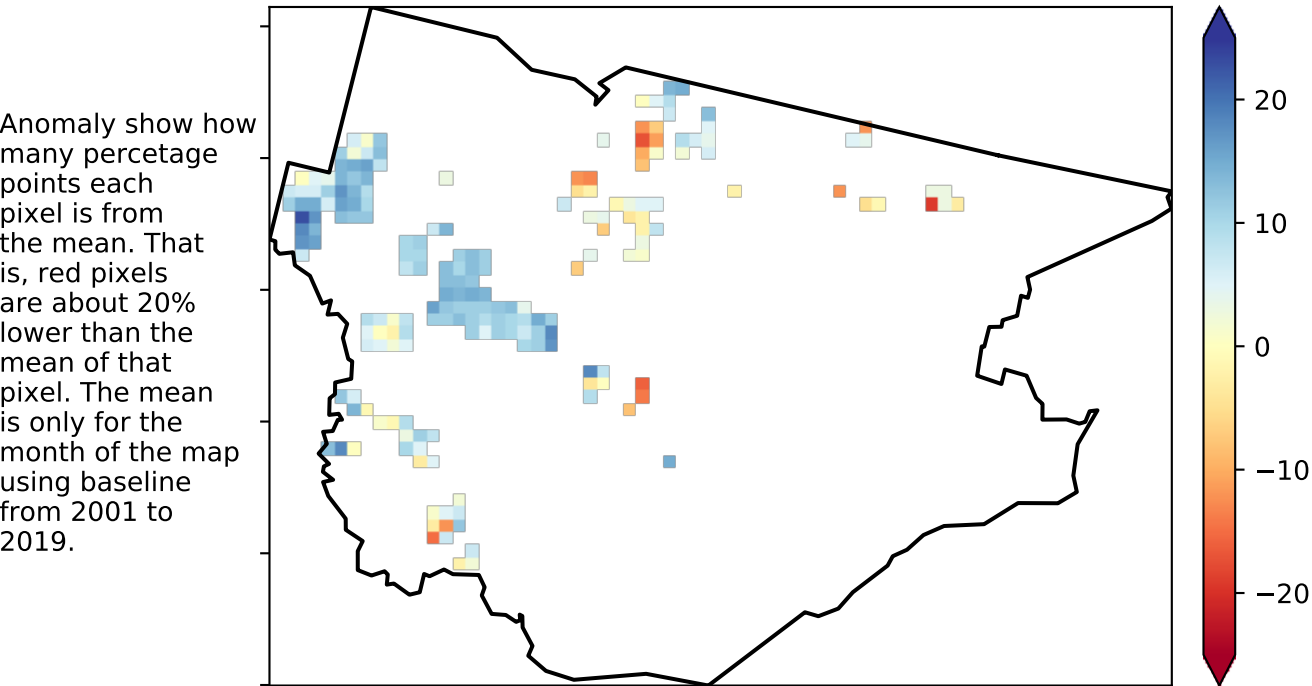 Anomaly show how
many percetage
points each
pixel is from
the mean. That
is, red pixels
are about 20%
lower than the
mean of that
pixel. The mean
is only for the
month of the map
using baseline
from 2001 to
2019.
20
10
0
−10
−20